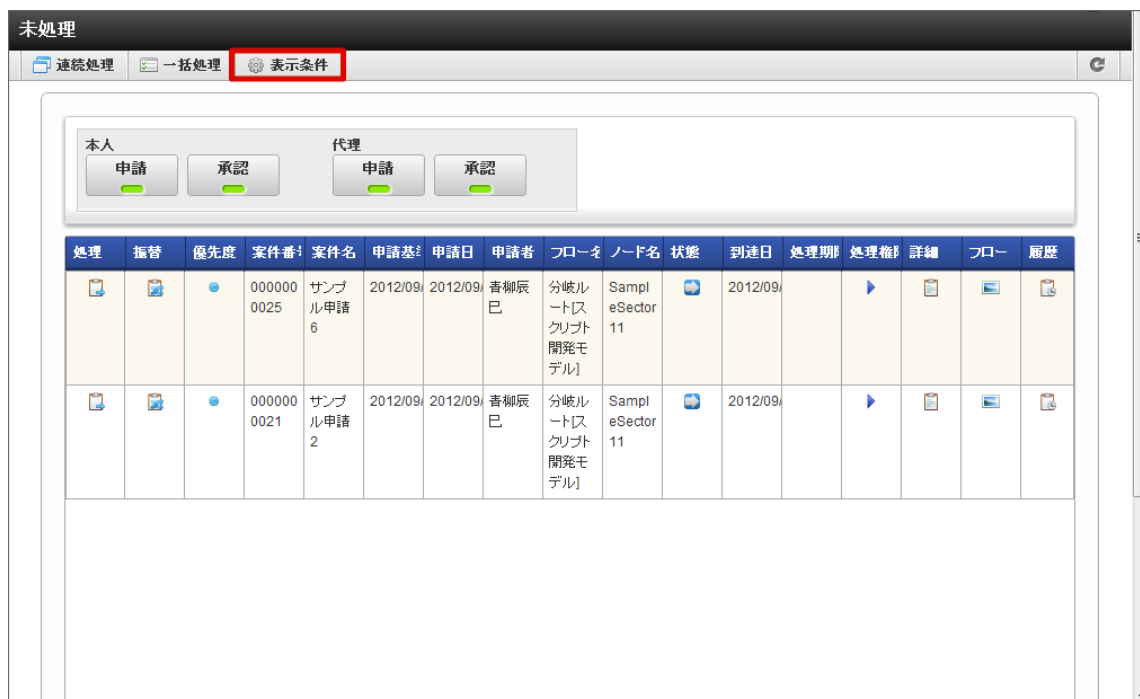 未処理
連続処理 一括処理 表示条件
本人 代理
申請 承認 申請 承認
処理 振替 優先度 案件番 案件名 申請基 申請日 申請者 フロー名 ノード名 状態 到達日 処理期 処理権 詳細 フロー 履歴
000000 サンプ 2012/09/ 2012/09/ 青柳辰 分岐ル Sampl 2012/09/
0025 ル申請 巳 ート[ス eSector
6 クリプト 11
開発モ
デル]
000000 サンプ 2012/09/ 2012/09/ 青柳辰 分岐ル Sampl 2012/09/
0021 ル申請 巳 ート[ス eSector
2 クリプト 11
開発モ
デル]